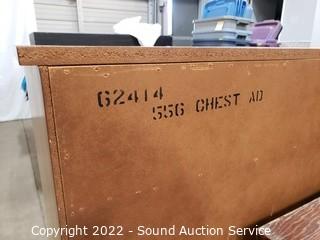 62414
556 CHEST AD
Copyright 2022 - Sound Auction Service